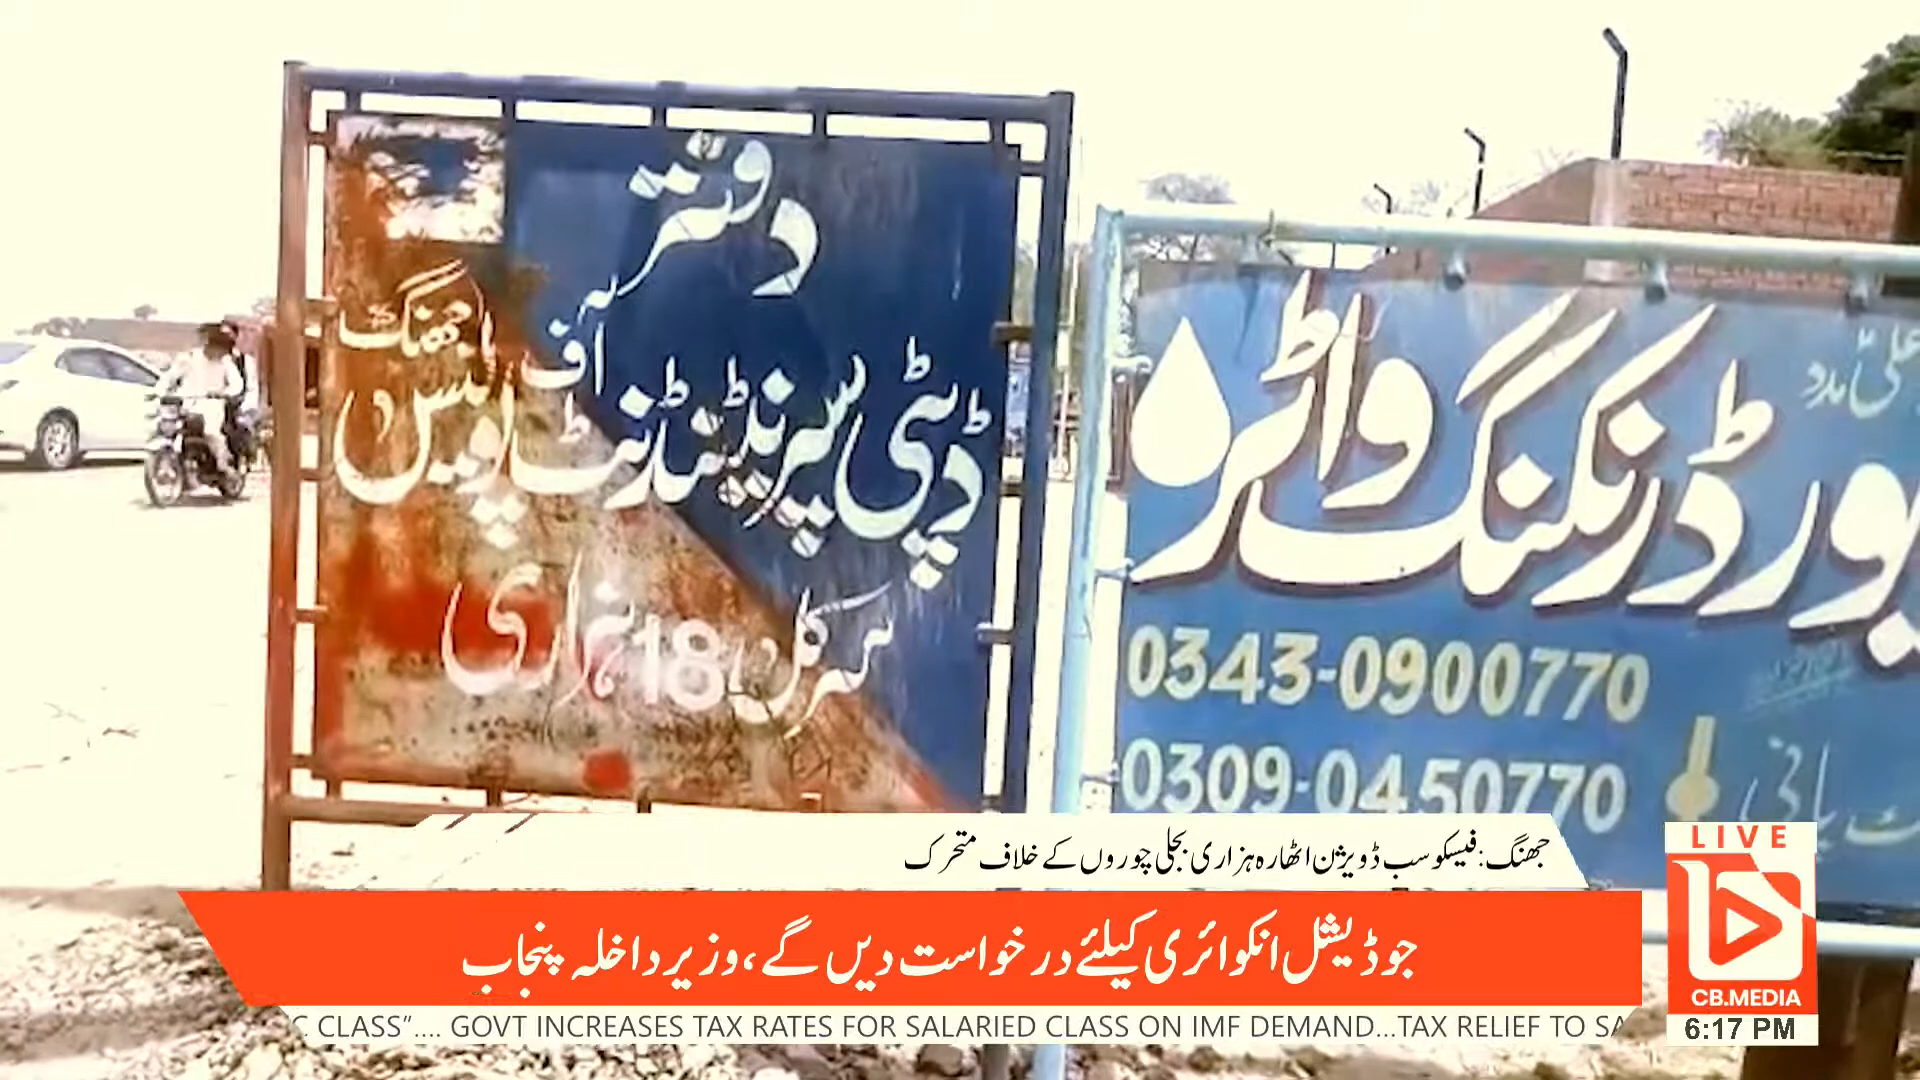 دفتر
آف
ڈپٹی سپرنٹنڈنٹ پولیس
جھنگ
سرکل 18 ہزاری
علی مدد
ڈرنکنگ واٹر
0343-0900770
0309-0450770
پانی
جھنگ: فیسکو سب ڈویژن اٹھارہ ہزاری بجلی چوروں کے خلاف متحرک
جوڈیشل انکوائری کیلئے درخواست دیں گے، وزیر داخلہ پنجاب
C CLASS”.... GOVT INCREASES TAX RATES FOR SALARIED CLASS ON IMF DEMAND...TAX RELIEF TO SA
LIVE
CB.MEDIA
6:17 PM